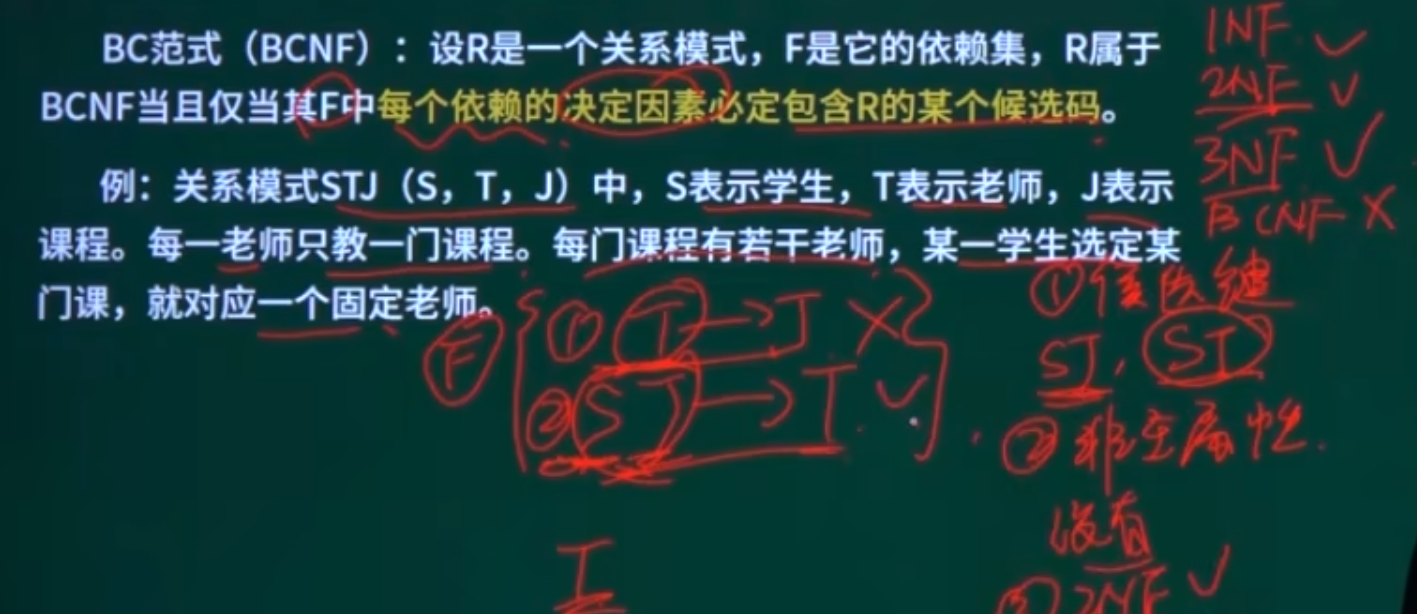 BC范式（BCNF）：设R是一个关系模式，F是它的依赖集，R属于
BCNF当且仅当其F中每个依赖的决定因素必定包含R的某个候选码。
例：关系模式STJ（S，T，J）中，S表示学生，T表示老师，J表示
课程。每一老师只教一门课程。每门课程有若干老师，某一学生选定某
门课，就对应一个固定老师。
1NF ✓
2NF ✓
3NF ✓
BCNF X
F
① T→J X
② SJ→T ✓
①候选键
SJ, ST
②非主属性.
没有
③ 2NF ✓